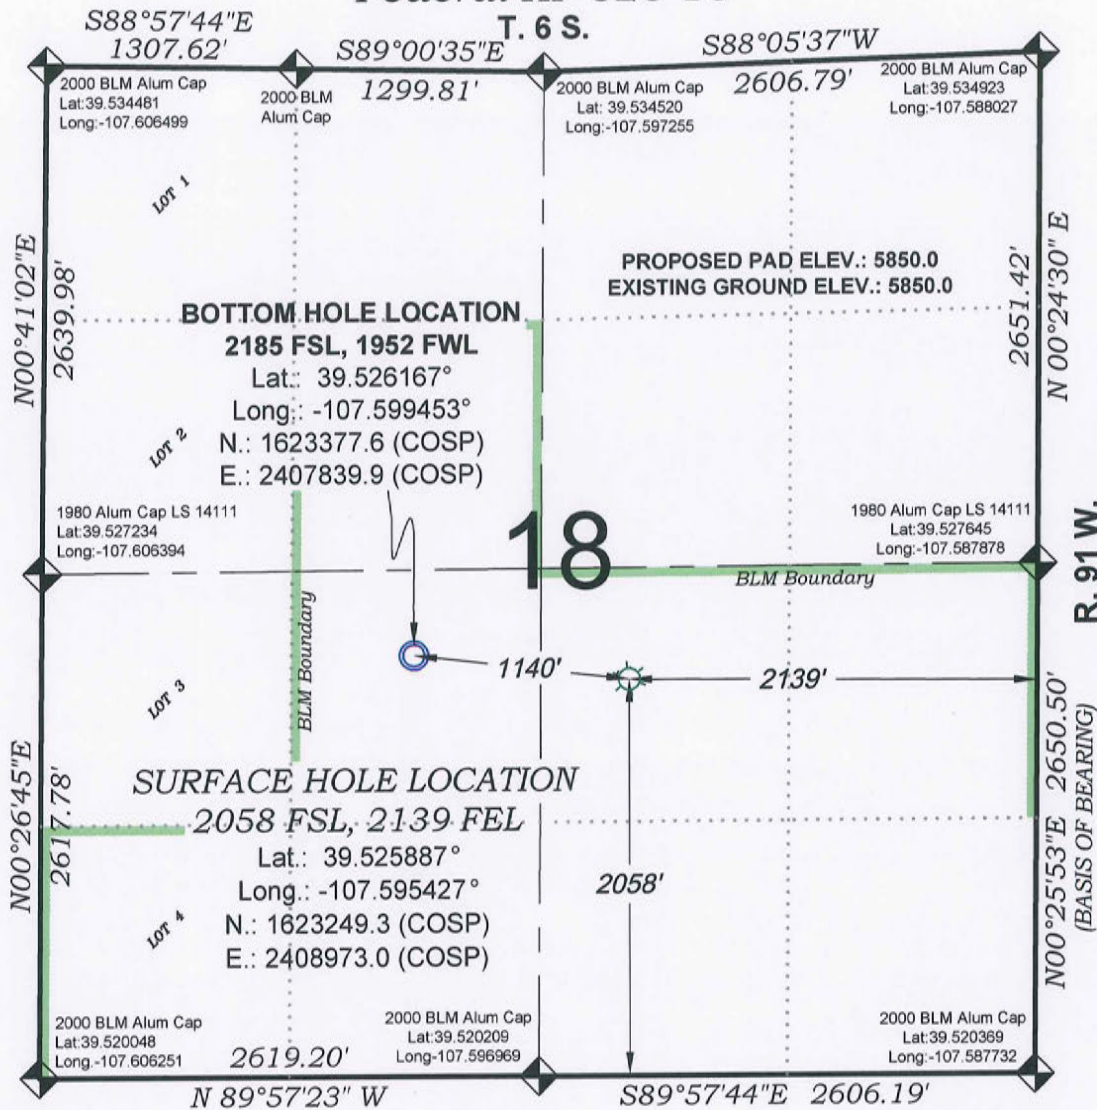 T. 6 S.
S88°57'44"E
1307.62'
S89°00'35"E
1299.81'
S88°05'37"W
2606.79'
2000 BLM Alum Cap
Lat:39.534481
Long:-107.606499
2000 BLM
Alum Cap
2000 BLM Alum Cap
Lat: 39.534520
Long:-107.597255
2000 BLM Alum Cap
Lat:39.534923
Long:-107.588027
LOT 1
N00°41'02"E
2639.98'
PROPOSED PAD ELEV.: 5850.0
EXISTING GROUND ELEV.: 5850.0
2651.42'
N 00°24'30" E
BOTTOM HOLE LOCATION
2185 FSL, 1952 FWL
Lat.: 39.526167°
Long.: -107.599453°
N.: 1623377.6 (COSP)
E.: 2407839.9 (COSP)
LOT 2
1980 Alum Cap LS 14111
Lat:39.527234
Long:-107.606394
18
1980 Alum Cap LS 14111
Lat:39.527645
Long:-107.587878
R. 91 W.
BLM Boundary
BLM Boundary
1140'
2139'
LOT 3
N00°26'45"E
2617.78'
SURFACE HOLE LOCATION
2058 FSL, 2139 FEL
Lat.: 39.525887°
Long.: -107.595427°
N.: 1623249.3 (COSP)
E.: 2408973.0 (COSP)
2058'
N00°25'53"E 2650.50'
(BASIS OF BEARING)
LOT 4
2000 BLM Alum Cap
Lat:39.520048
Long.-107.606251
2000 BLM Alum Cap
Lat:39.520209
Long-107.596969
2000 BLM Alum Cap
Lat:39.520369
Long:-107.587732
2619.20'
N 89°57'23" W
S89°57'44"E 2606.19'